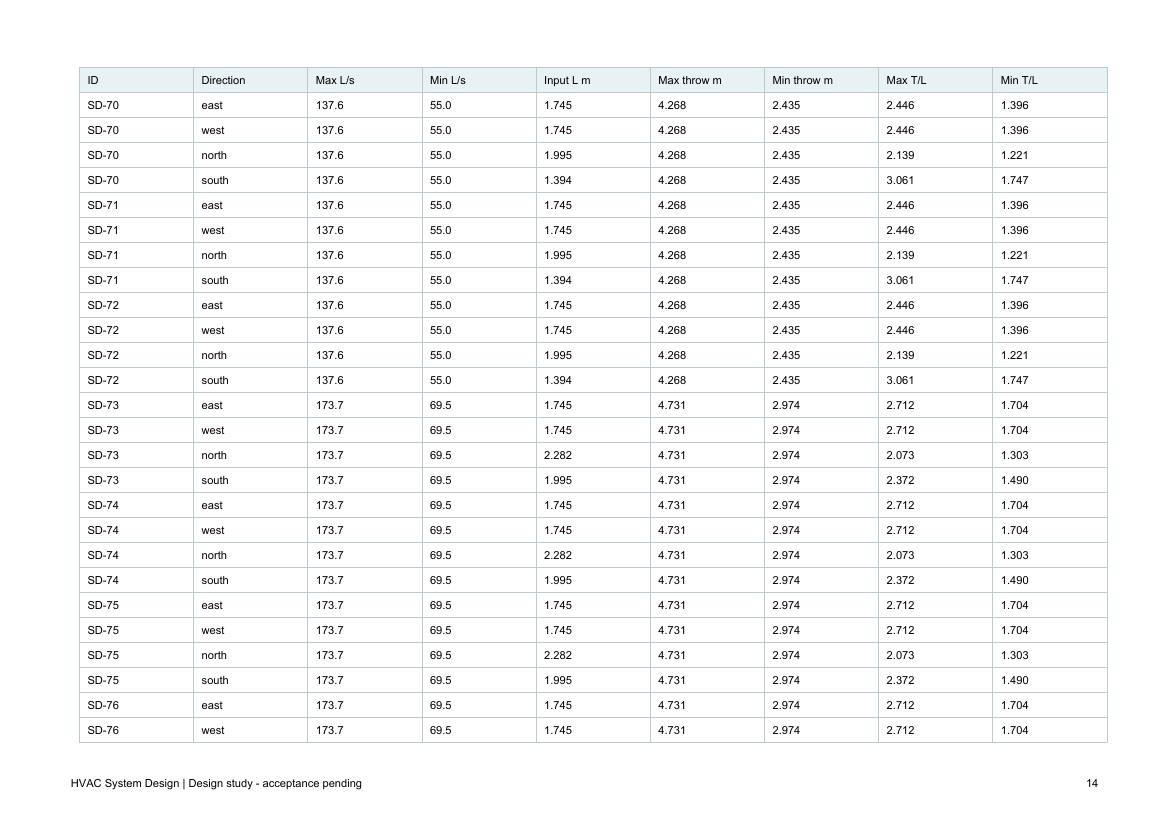 ID Direction Max L/s Min L/s Input L m Max throw m Min throw m Max T/L Min T/L
SD-70 east 137.6 55.0 1.745 4.268 2.435 2.446 1.396
SD-70 west 137.6 55.0 1.745 4.268 2.435 2.446 1.396
SD-70 north 137.6 55.0 1.995 4.268 2.435 2.139 1.221
SD-70 south 137.6 55.0 1.394 4.268 2.435 3.061 1.747
SD-71 east 137.6 55.0 1.745 4.268 2.435 2.446 1.396
SD-71 west 137.6 55.0 1.745 4.268 2.435 2.446 1.396
SD-71 north 137.6 55.0 1.995 4.268 2.435 2.139 1.221
SD-71 south 137.6 55.0 1.394 4.268 2.435 3.061 1.747
SD-72 east 137.6 55.0 1.745 4.268 2.435 2.446 1.396
SD-72 west 137.6 55.0 1.745 4.268 2.435 2.446 1.396
SD-72 north 137.6 55.0 1.995 4.268 2.435 2.139 1.221
SD-72 south 137.6 55.0 1.394 4.268 2.435 3.061 1.747
SD-73 east 173.7 69.5 1.745 4.731 2.974 2.712 1.704
SD-73 west 173.7 69.5 1.745 4.731 2.974 2.712 1.704
SD-73 north 173.7 69.5 2.282 4.731 2.974 2.073 1.303
SD-73 south 173.7 69.5 1.995 4.731 2.974 2.372 1.490
SD-74 east 173.7 69.5 1.745 4.731 2.974 2.712 1.704
SD-74 west 173.7 69.5 1.745 4.731 2.974 2.712 1.704
SD-74 north 173.7 69.5 2.282 4.731 2.974 2.073 1.303
SD-74 south 173.7 69.5 1.995 4.731 2.974 2.372 1.490
SD-75 east 173.7 69.5 1.745 4.731 2.974 2.712 1.704
SD-75 west 173.7 69.5 1.745 4.731 2.974 2.712 1.704
SD-75 north 173.7 69.5 2.282 4.731 2.974 2.073 1.303
SD-75 south 173.7 69.5 1.995 4.731 2.974 2.372 1.490
SD-76 east 173.7 69.5 1.745 4.731 2.974 2.712 1.704
SD-76 west 173.7 69.5 1.745 4.731 2.974 2.712 1.704
HVAC System Design | Design study - acceptance pending 14